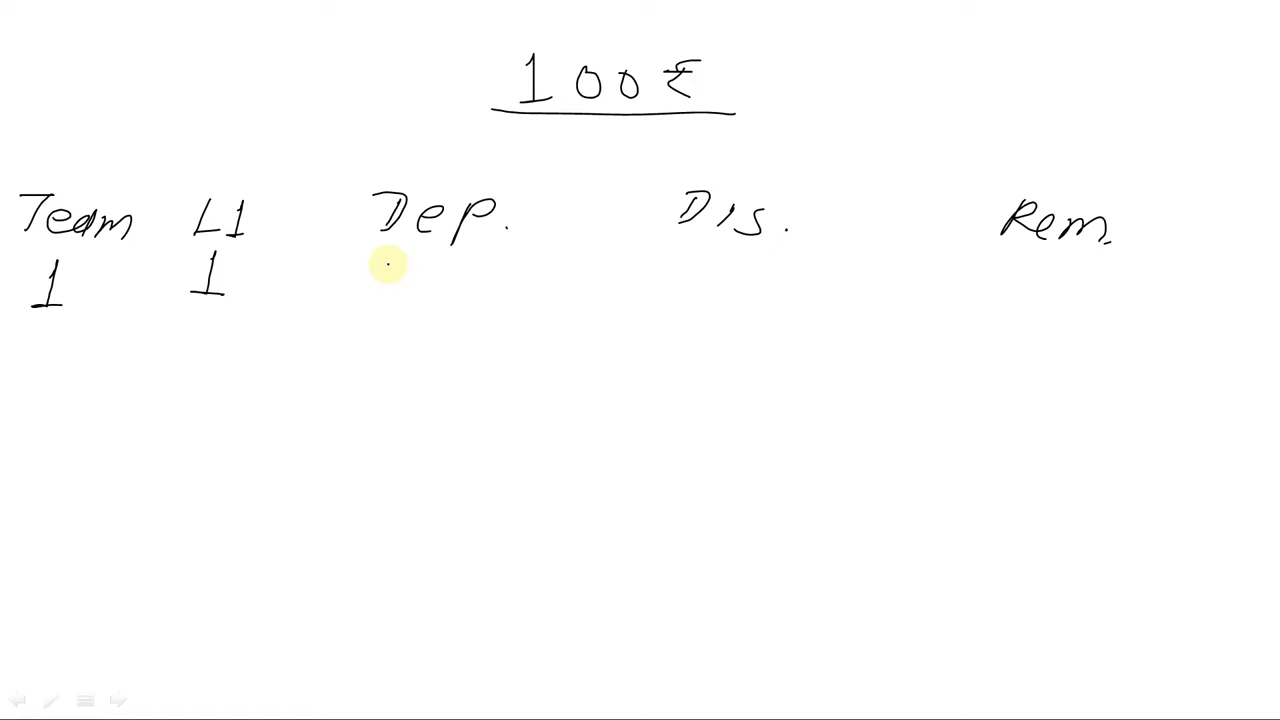 100₹
Team L1 Dep. Dis. Rem.
1 1